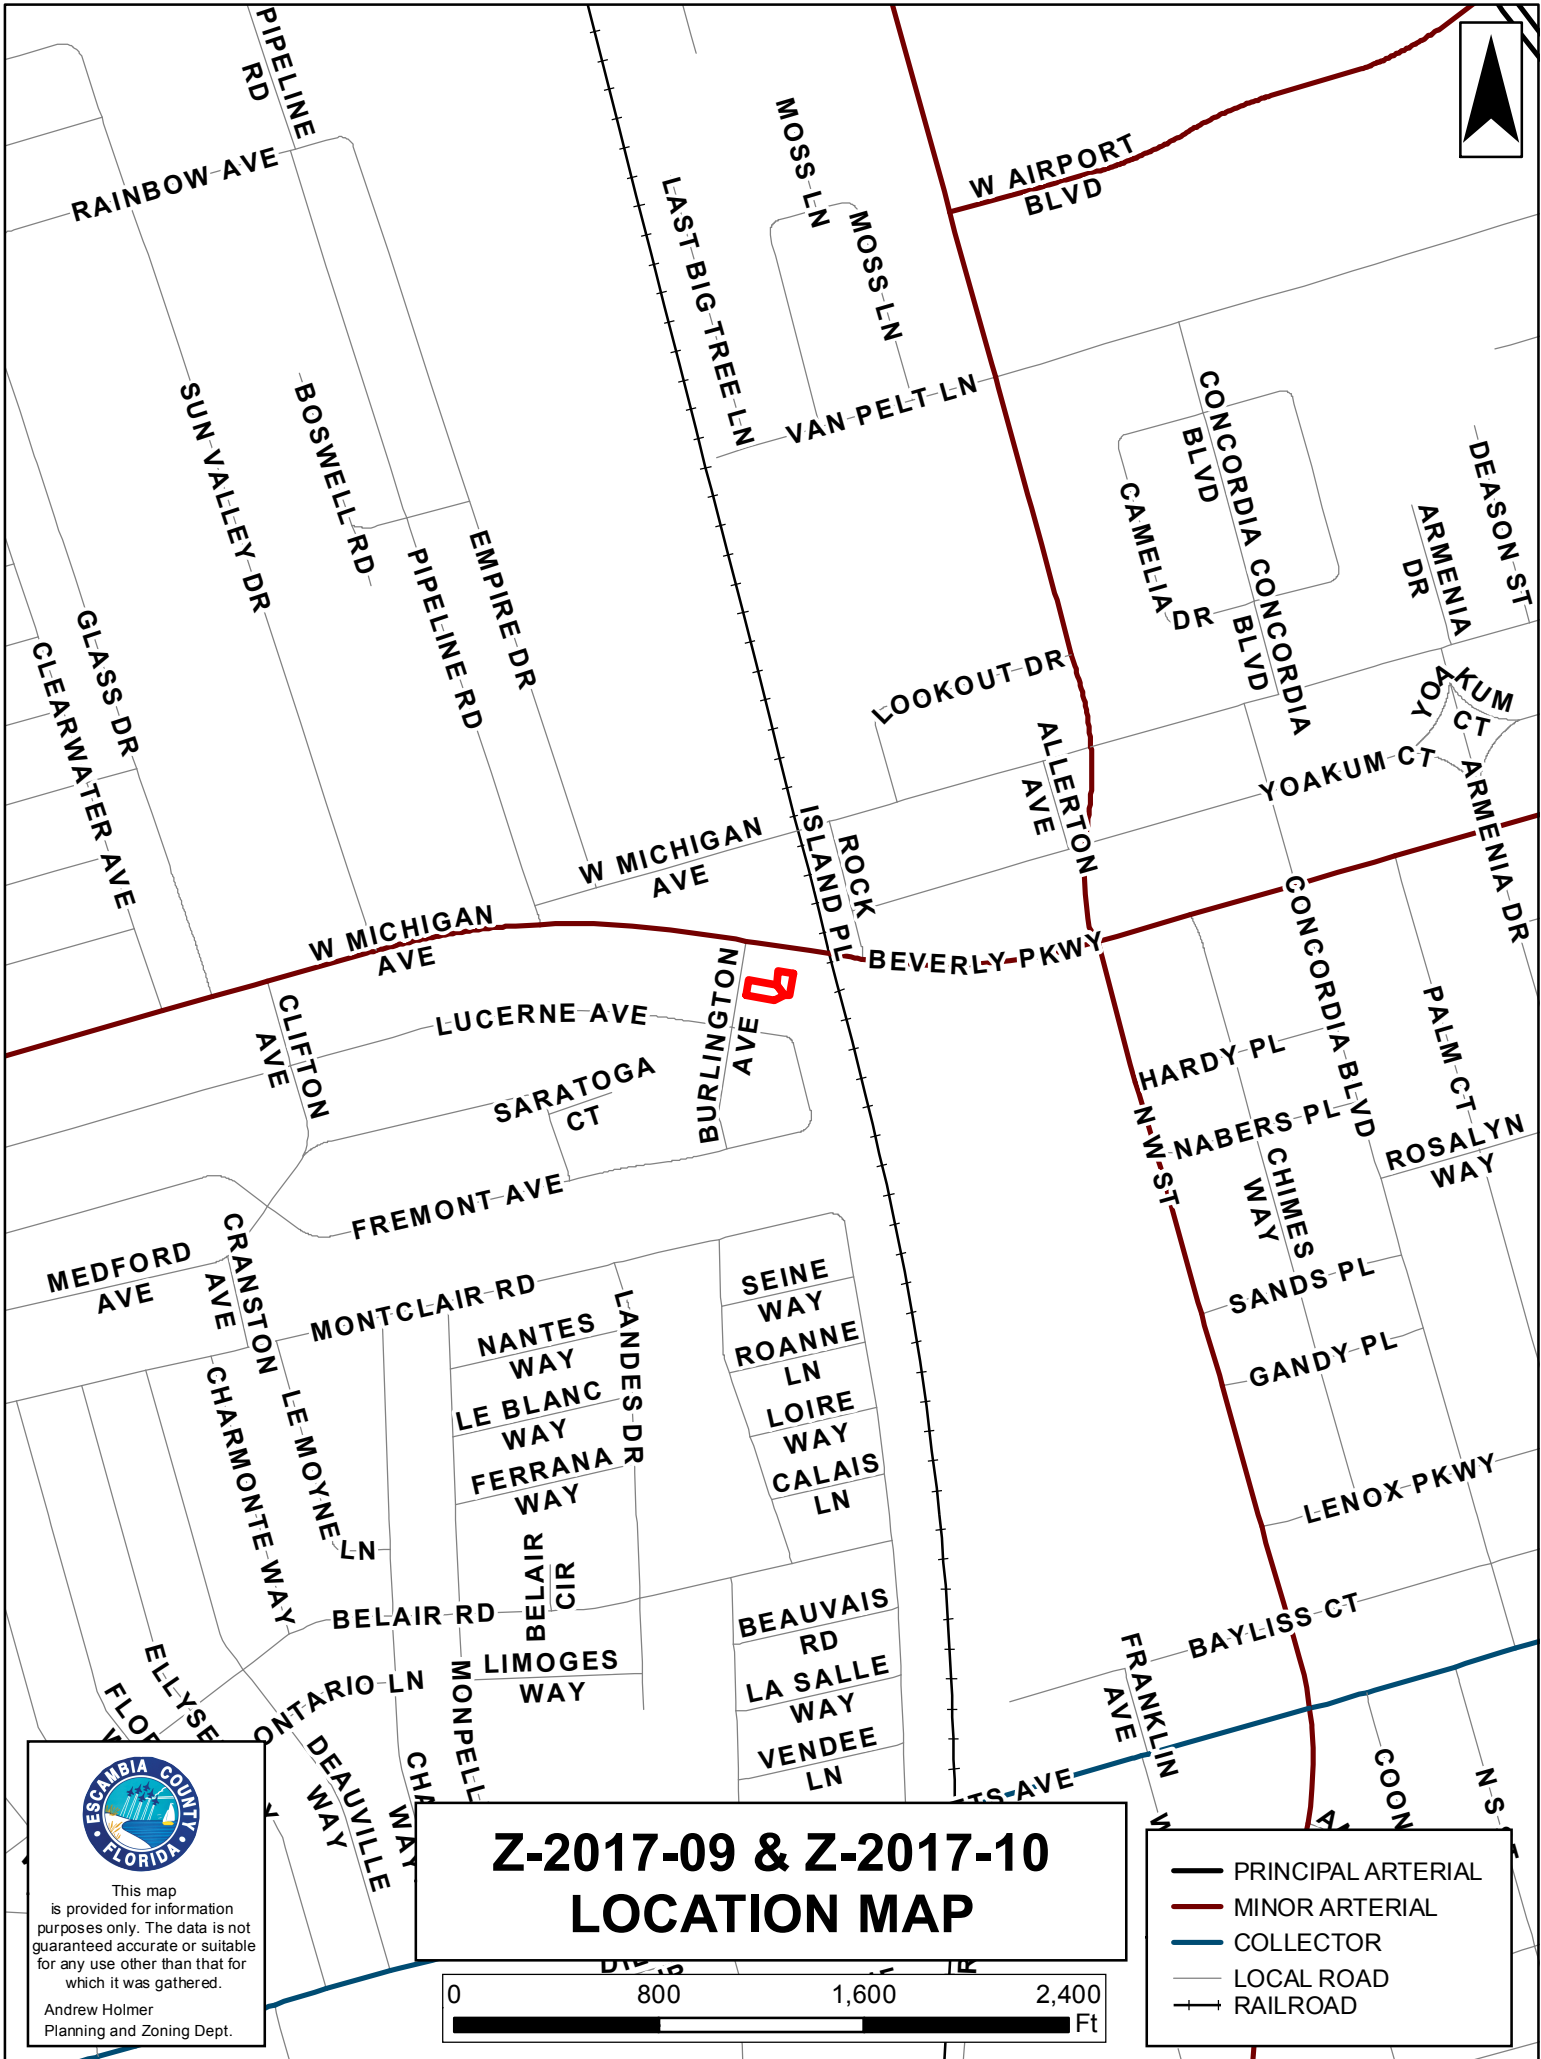 PIPELINE
RD
RAINBOW AVE
MOSS LN
MOSS LN
LAST BIG TREE LN
W AIRPORT
BLVD
VAN PELT LN
SUN VALLEY DR
BOSWELL RD
CONCORDIA
BLVD
CAMELIA DR
DEASON ST
ARMENIA
DR
GLASS DR
CLEARWATER AVE
PIPELINE RD
EMPIRE DR
CONCORDIA
BLVD
LOOKOUT DR
YOAKUM
CT
ALLERTON
AVE
YOAKUM CT
ARMENIA DR
W MICHIGAN
AVE
ROCK
ISLAND PL
W MICHIGAN
AVE
BEVERLY PKWY
CONCORDIA BLVD
CLIFTON
AVE
LUCERNE AVE
BURLINGTON
AVE
PALM CT
HARDY PL
SARATOGA
CT
NABERS PL
N W ST
ROSALYN
WAY
CHIMES
WAY
FREMONT AVE
MEDFORD
AVE
CRANSTON
AVE
SEINE
WAY
SANDS PL
MONTCLAIR RD
LANDES DR
NANTES
WAY
ROANNE
LN
GANDY PL
CHARMONTE WAY
LE MOYNE LN
LE BLANC
WAY
LOIRE
WAY
FERRANA
WAY
CALAIS
LN
LENOX PKWY
BELAIR
CIR
BELAIR RD
BEAUVAIS
RD
BAYLISS CT
LIMOGES
WAY
LA SALLE
WAY
FRANKLIN
AVE
ELLYSE
ONTARIO LN
MONPELL
VENDEE
LN
DEAUVILLE
WAY
CHA
WAY
TS AVE
COON
N S
ESCAMBIA COUNTY
FLORIDA
This map
is provided for information
purposes only. The data is not
guaranteed accurate or suitable
for any use other than that for
which it was gathered.
Andrew Holmer
Planning and Zoning Dept.
Z-2017-09 & Z-2017-10
LOCATION MAP
0 800 1,600 2,400
Ft
PRINCIPAL ARTERIAL
MINOR ARTERIAL
COLLECTOR
LOCAL ROAD
RAILROAD